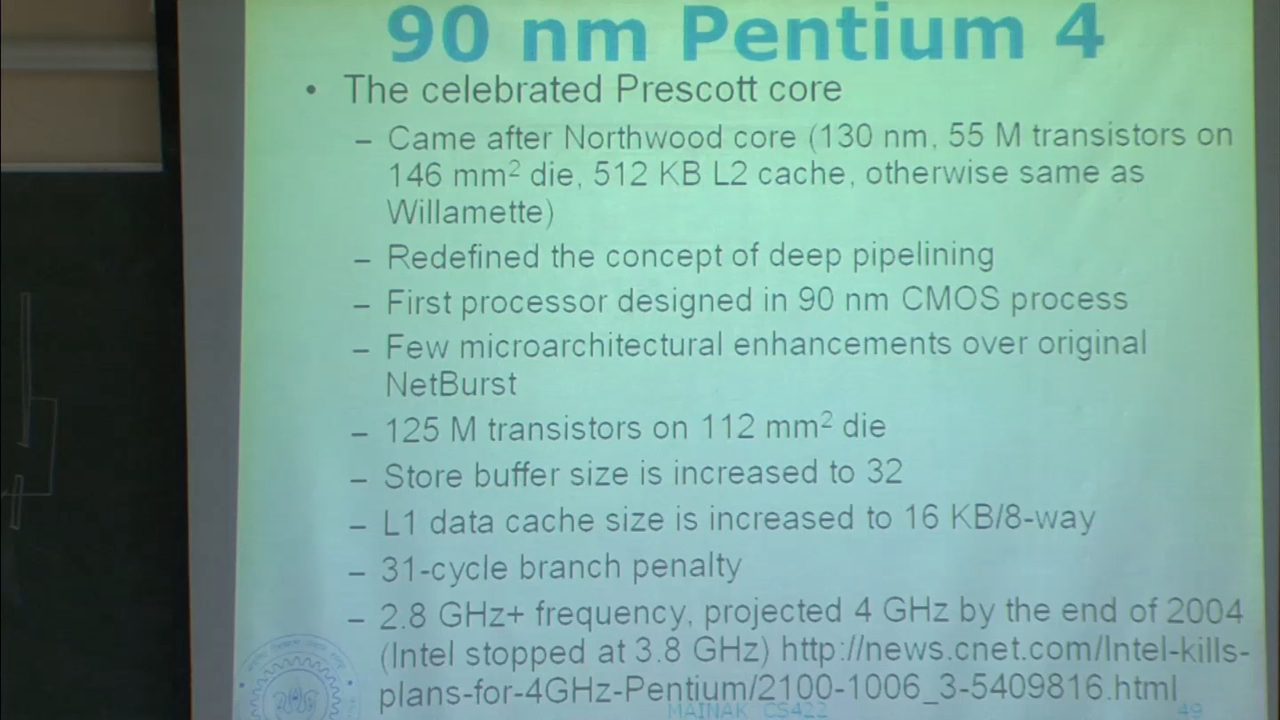 90 nm Pentium 4
• The celebrated Prescott core
– Came after Northwood core (130 nm, 55 M transistors on
146 mm² die, 512 KB L2 cache, otherwise same as
Willamette)
– Redefined the concept of deep pipelining
– First processor designed in 90 nm CMOS process
– Few microarchitectural enhancements over original
NetBurst
– 125 M transistors on 112 mm² die
– Store buffer size is increased to 32
– L1 data cache size is increased to 16 KB/8-way
– 31-cycle branch penalty
– 2.8 GHz+ frequency, projected 4 GHz by the end of 2004
(Intel stopped at 3.8 GHz) http://news.cnet.com/Intel-kills-
plans-for-4GHz-Pentium/2100-1006_3-5409816.html
MAINAK CS422
49